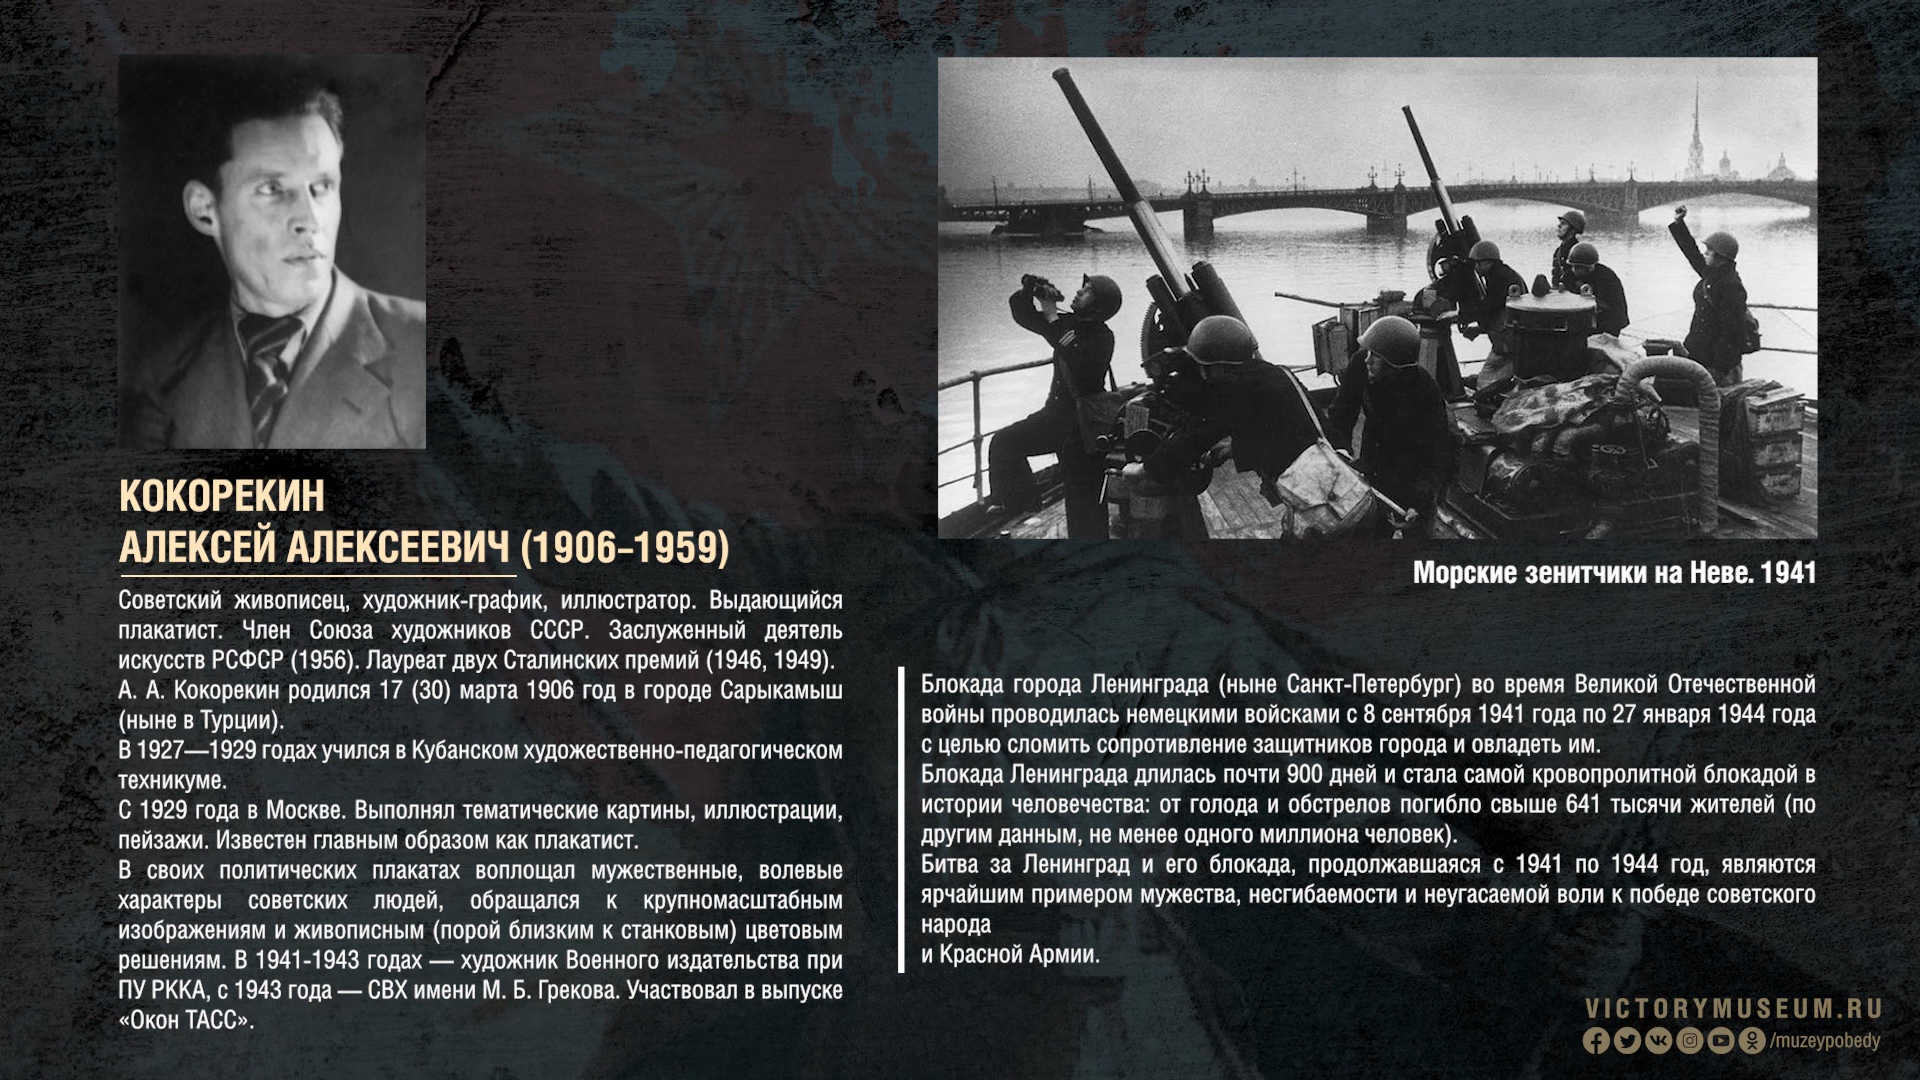 КОКОРЕКИН
АЛЕКСЕЙ АЛЕКСЕЕВИЧ (1906–1959)
Советский живописец, художник-график, иллюстратор. Выдающийся
плакатист. Член Союза художников СССР. Заслуженный деятель
искусств РСФСР (1956). Лауреат двух Сталинских премий (1946, 1949).
А. А. Кокорекин родился 17 (30) марта 1906 год в городе Сарыкамыш
(ныне в Турции).
В 1927—1929 годах учился в Кубанском художественно-педагогическом
техникуме.
С 1929 года в Москве. Выполнял тематические картины, иллюстрации,
пейзажи. Известен главным образом как плакатист.
В своих политических плакатах воплощал мужественные, волевые
характеры советских людей, обращался к крупномасштабным
изображениям и живописным (порой близким к станковым) цветовым
решениям. В 1941-1943 годах — художник Военного издательства при
ПУ РККА, с 1943 года — СВХ имени М. Б. Грекова. Участвовал в выпуске
«Окон ТАСС».
Морские зенитчики на Неве. 1941
Блокада города Ленинграда (ныне Санкт-Петербург) во время Великой Отечественной
войны проводилась немецкими войсками с 8 сентября 1941 года по 27 января 1944 года
с целью сломить сопротивление защитников города и овладеть им.
Блокада Ленинграда длилась почти 900 дней и стала самой кровопролитной блокадой в
истории человечества: от голода и обстрелов погибло свыше 641 тысячи жителей (по
другим данным, не менее одного миллиона человек).
Битва за Ленинград и его блокада, продолжавшаяся с 1941 по 1944 год, являются
ярчайшим примером мужества, несгибаемости и неугасаемой воли к победе советского
народа
и Красной Армии.
VICTORYMUSEUM.RU
/muzeypobedy